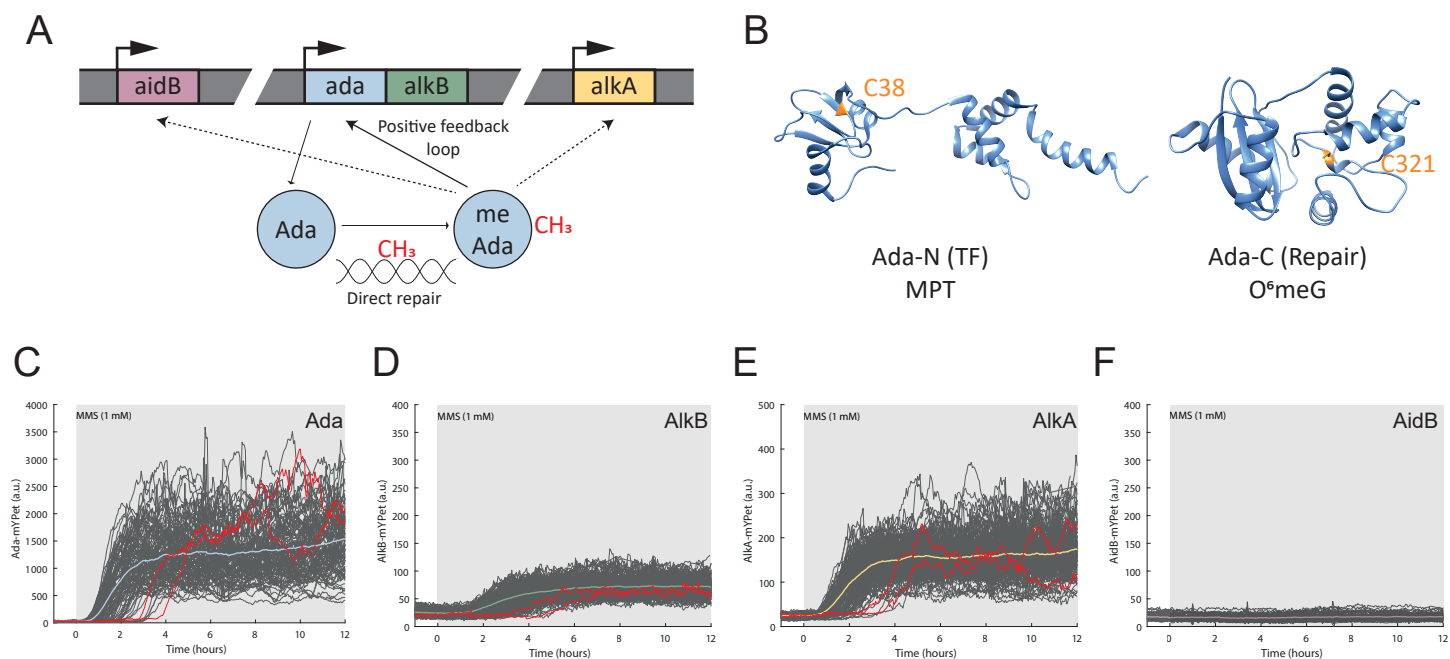 A
aidB
ada
alkB
alkA
Positive feedback
loop
Ada
me
Ada
CH₃
CH₃
Direct repair
B
C38
C321
Ada-N (TF)
MPT
Ada-C (Repair)
O⁶meG
C
MMS (1 mM)
Ada
Ada-mYPet (a.u.)
4000
3500
3000
2500
2000
1500
1000
500
0
0 2 4 6 8 10 12
Time (hours)
D
MMS (1 mM)
AlkB
AlkB-mYPet (a.u.)
400
350
300
250
200
150
100
50
0
0 2 4 6 8 10 12
Time (hours)
E
MMS (1 mM)
AlkA
AlkA-mYPet (a.u.)
500
400
300
200
100
0
0 2 4 6 8 10 12
Time (hours)
F
MMS (1 mM)
AidB
AidB-mYPet (a.u.)
400
350
300
250
200
150
100
50
0
0 2 4 6 8 10 12
Time (hours)